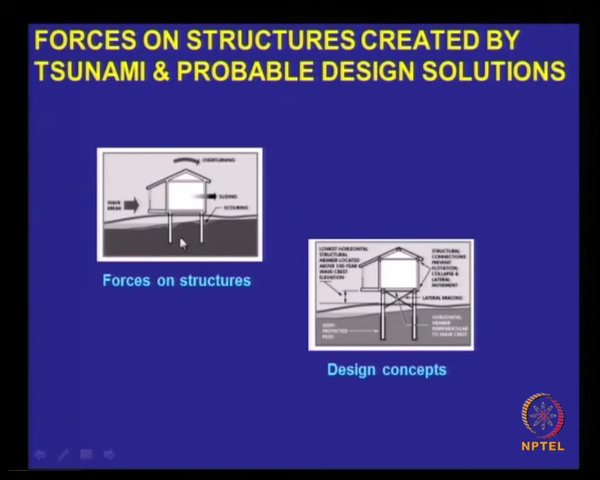 FORCES ON STRUCTURES CREATED BY
TSUNAMI & PROBABLE DESIGN SOLUTIONS
OVERTURNING
WAVE
BREAK
SLIDING
SCOURING
Forces on structures
LOWEST HORIZONTAL
STRUCTURAL
MEMBER LOCATED
ABOVE 100-YEAR
WAVE CREST
ELEVATION
STRUCTURAL
CONNECTIONS
PREVENT
FLOTATION,
COLLAPSE &
LATERAL
MOVEMENT
LATERAL BRACING
DEEP/
PROTECTED
PILES
HORIZONTAL
MEMBER
PERPENDICULAR
TO WAVE CREST
Design concepts
NPTEL